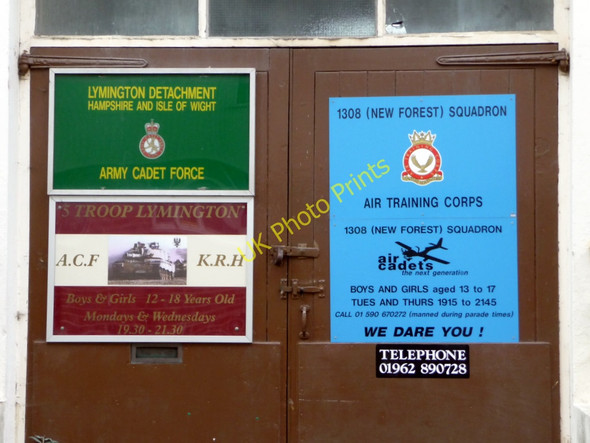 LYMINGTON DETACHMENT
HAMPSHIRE AND ISLE OF WIGHT
ARMY CADET FORCE
'S TROOP LYMINGTON'
A.C.F
K.R.H
Boys & Girls 12 - 18 Years Old
Mondays & Wednesdays
19.30 - 21.30
1308 (NEW FOREST) SQUADRON
AIR TRAINING CORPS
1308 (NEW FOREST) SQUADRON
air
cadets
the next generation
BOYS AND GIRLS aged 13 to 17
TUES AND THURS 1915 to 2145
CALL 01 590 670272 (manned during parade times)
WE DARE YOU !
TELEPHONE
01962 890728
UK Photo Prints